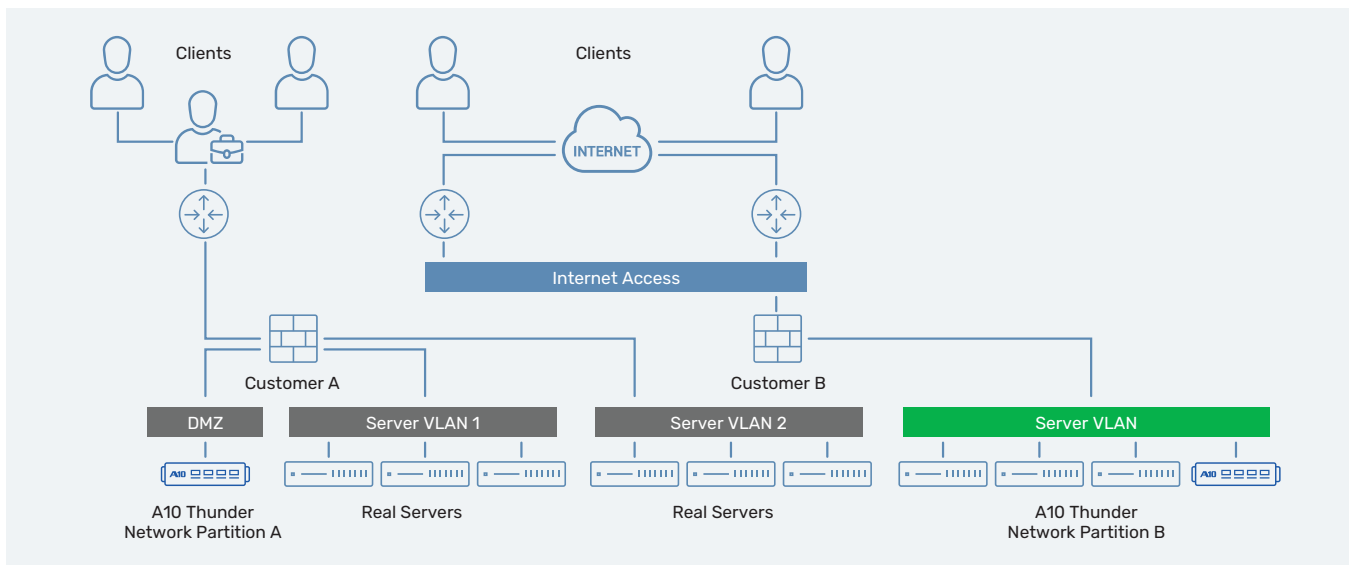 Clients
Clients
INTERNET
Internet Access
Customer A
Customer B
DMZ
Server VLAN 1
Server VLAN 2
Server VLAN
A10
A10
A10 Thunder
Network Partition A
Real Servers
Real Servers
A10 Thunder
Network Partition B